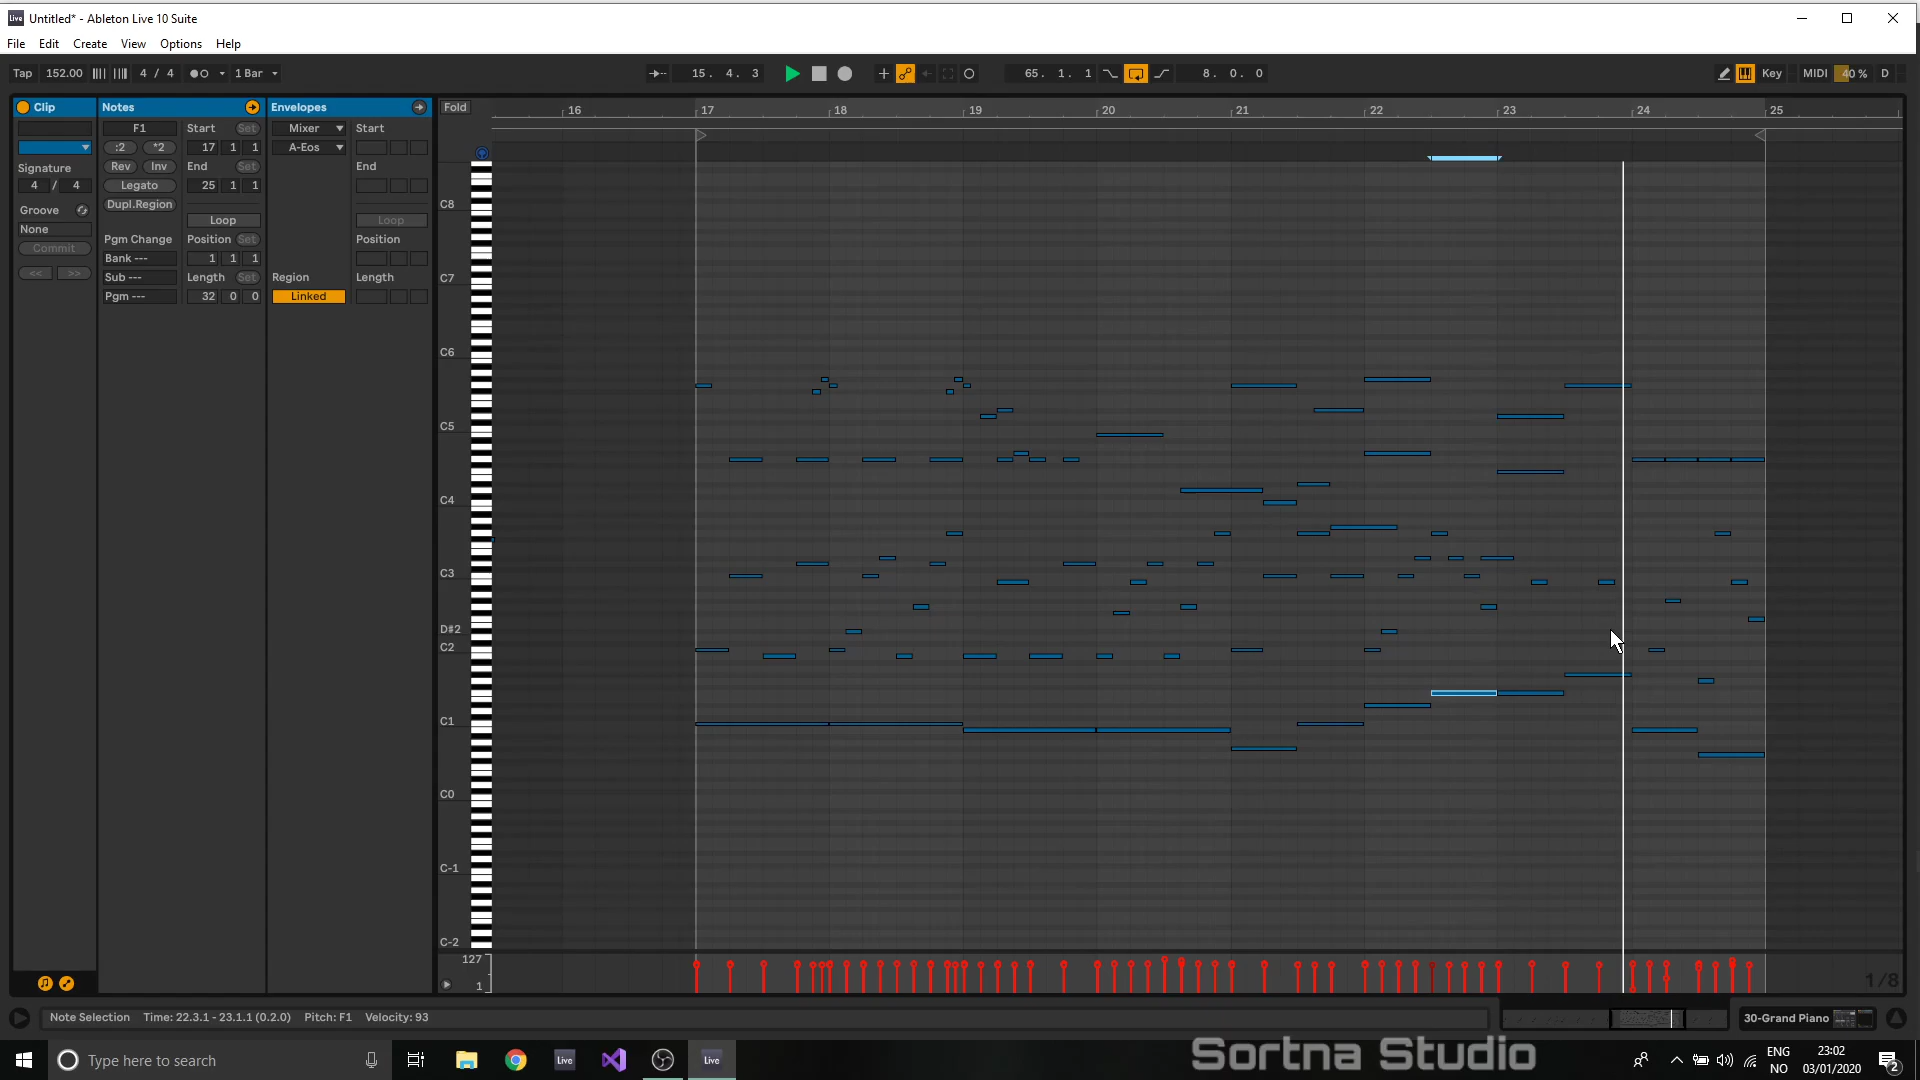 Live Untitled* - Ableton Live 10 Suite
File Edit Create View Options Help
Tap 152.00 4 / 4 1 Bar 15. 4. 3 65. 1. 1 8. 0. 0 Key MIDI 40 % D
Clip Notes Envelopes Fold 16 17 18 19 20 21 22 23 24 25
F1 Start Set Mixer Start
:2 *2 17 1 1 A-Eos
Signature Rev Inv End Set End
4 / 4 Legato 25 1 1
Groove Dupl.Region Loop Loop
None Pgm Change Position Set Position
Commit Bank --- 1 1 1
<< >> Sub --- Length Set Region Length
Pgm --- 32 0 0 Linked
C8
C7
C6
C5
C4
C3
D#2
C2
C1
C0
C-1
C-2
127
1
1/8
Note Selection Time: 22.3.1 - 23.1.1 (0.2.0) Pitch: F1 Velocity: 93
30-Grand Piano
Type here to search
Live
Live
Sortna Studio
ENG
NO
23:02
03/01/2020
2